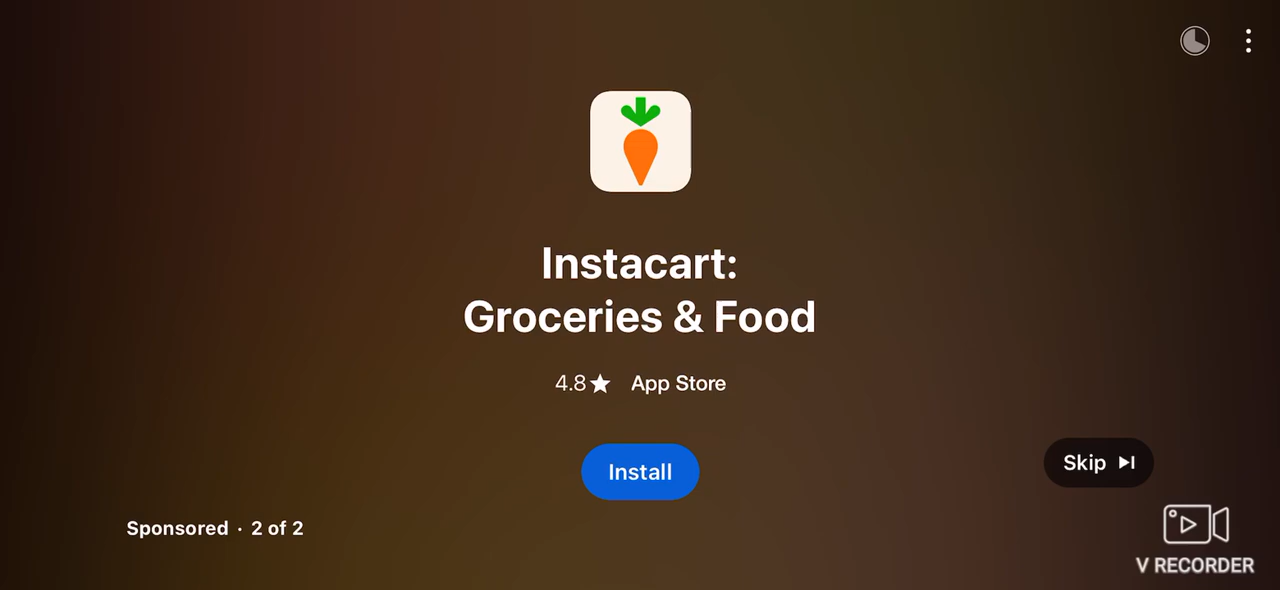 Instacart:
Groceries & Food
4.8★ App Store
Install
Skip
Sponsored · 2 of 2
V RECORDER